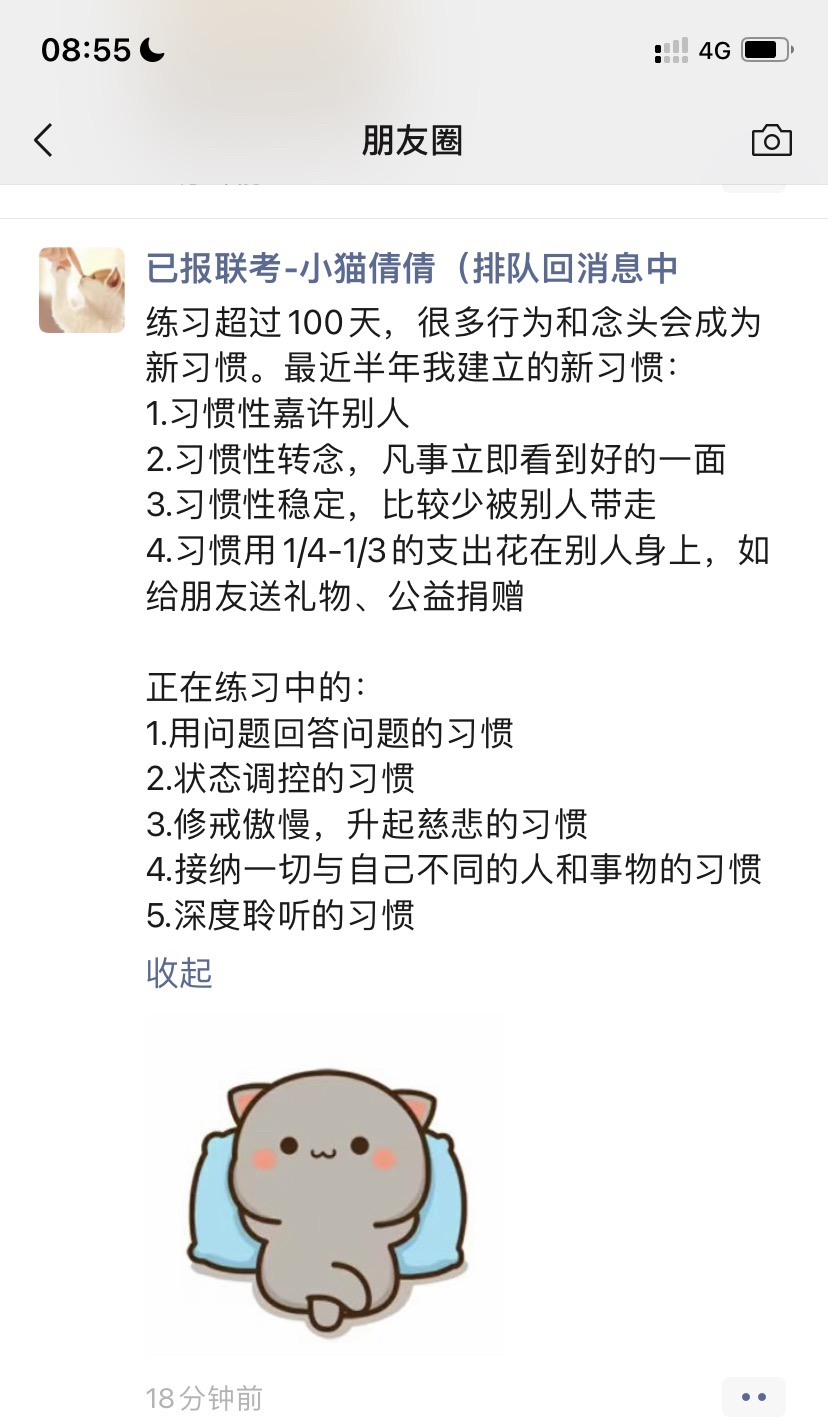 08:55
4G
朋友圈
已报联考-小猫倩倩（排队回消息中
练习超过100天，很多行为和念头会成为
新习惯。最近半年我建立的新习惯：
1.习惯性嘉许别人
2.习惯性转念，凡事立即看到好的一面
3.习惯性稳定，比较少被别人带走
4.习惯用1/4-1/3的支出花在别人身上，如
给朋友送礼物、公益捐赠
正在练习中的：
1.用问题回答问题的习惯
2.状态调控的习惯
3.修戒傲慢，升起慈悲的习惯
4.接纳一切与自己不同的人和事物的习惯
5.深度聆听的习惯
收起
18分钟前